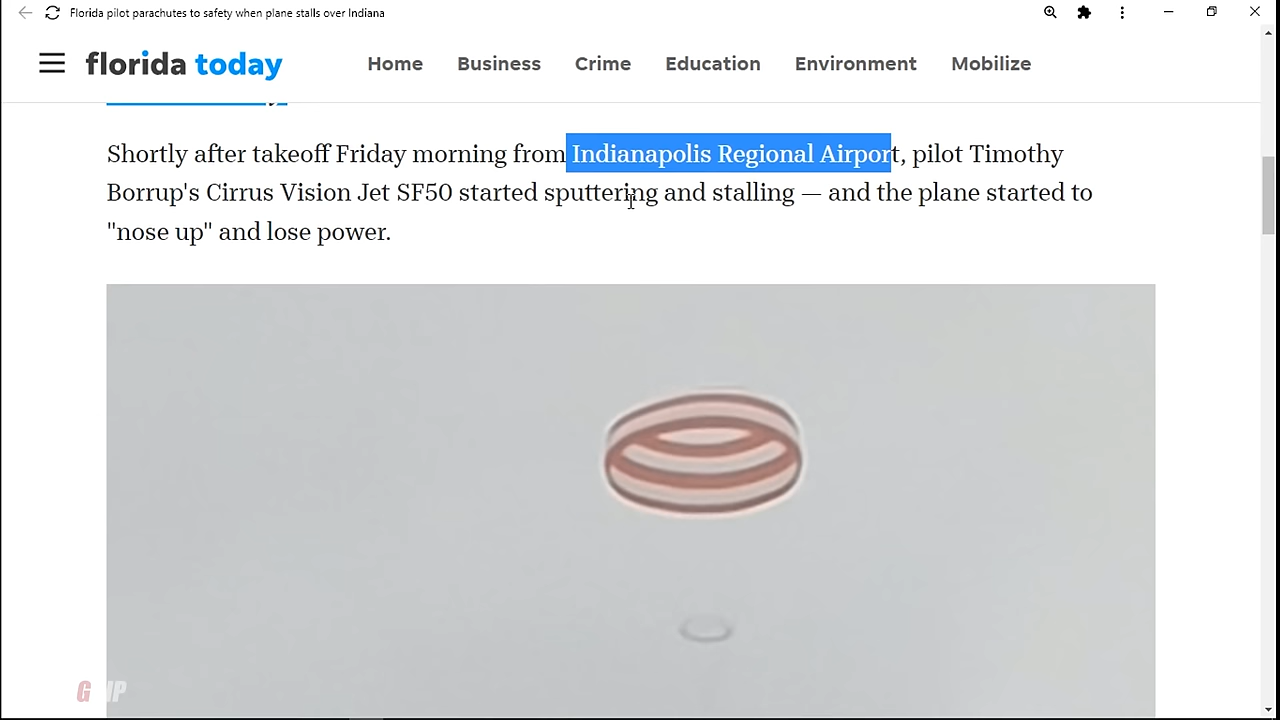 Florida pilot parachutes to safety when plane stalls over Indiana
florida today
Home
Business
Crime
Education
Environment
Mobilize
Shortly after takeoff Friday morning from Indianapolis Regional Airport, pilot Timothy
Borrup's Cirrus Vision Jet SF50 started sputtering and stalling — and the plane started to
"nose up" and lose power.